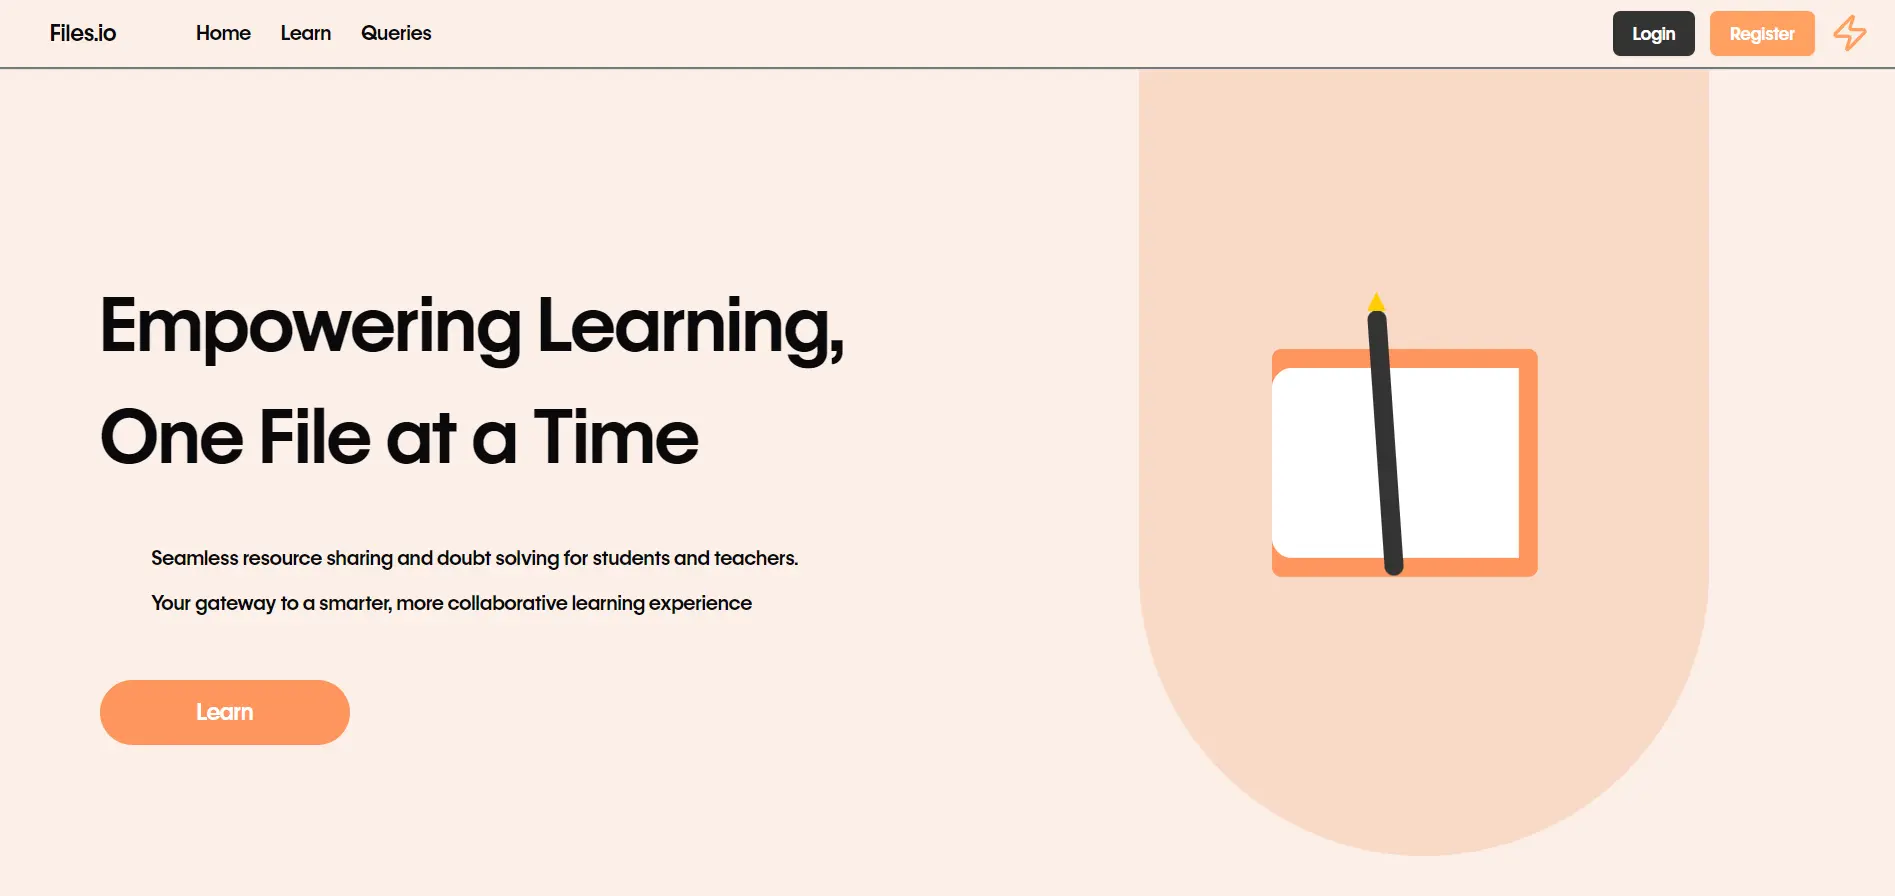 Files.io
Home
Learn
Queries
Login
Register
Empowering Learning,
One File at a Time
Seamless resource sharing and doubt solving for students and teachers.
Your gateway to a smarter, more collaborative learning experience
Learn